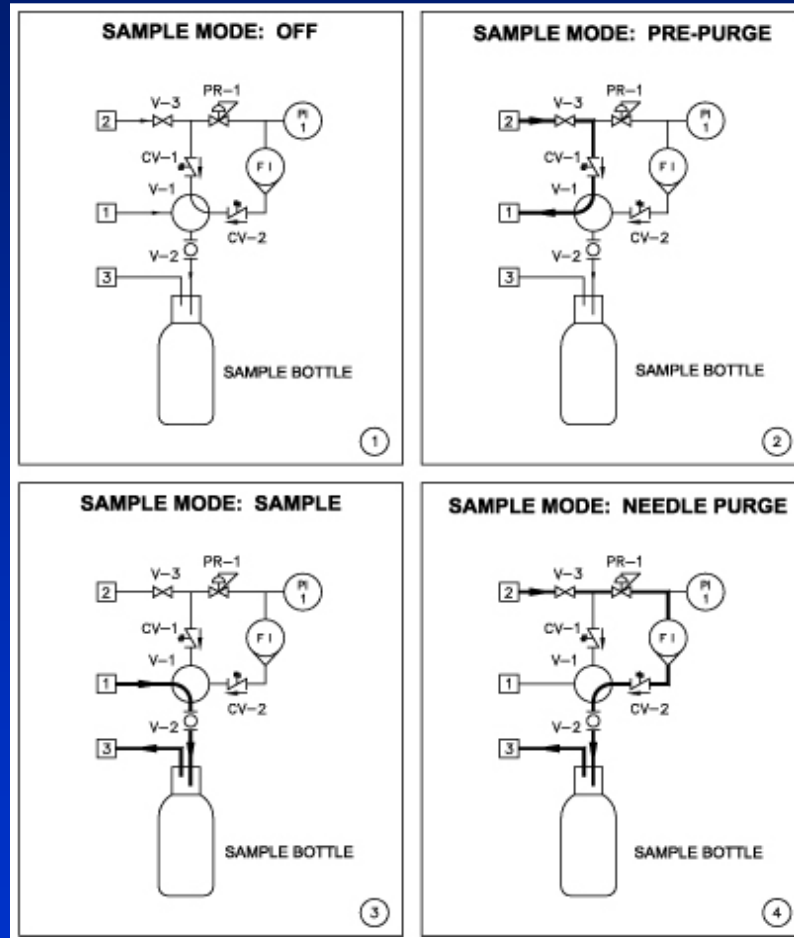 SAMPLE MODE: OFF
PR-1
V-3
PI
1
2
CV-1
FI
V-1
1
CV-2
V-2
3
SAMPLE BOTTLE
1
SAMPLE MODE: PRE-PURGE
PR-1
V-3
PI
1
2
CV-1
FI
V-1
1
CV-2
V-2
3
SAMPLE BOTTLE
2
SAMPLE MODE: SAMPLE
PR-1
V-3
PI
1
2
CV-1
FI
V-1
1
CV-2
V-2
3
SAMPLE BOTTLE
3
SAMPLE MODE: NEEDLE PURGE
PR-1
V-3
PI
1
2
CV-1
FI
V-1
1
CV-2
V-2
3
SAMPLE BOTTLE
4